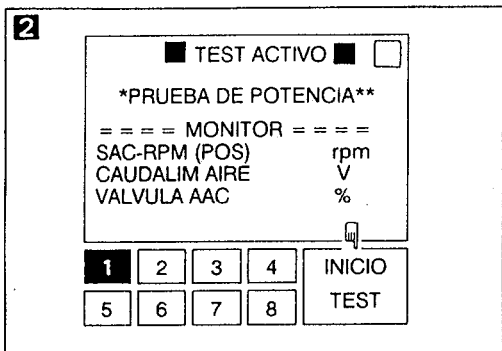 2
TEST ACTIVO
*PRUEBA DE POTENCIA**
= = = = MONITOR = = = =
SAC-RPM (POS) rpm
CAUDALIM AIRE V
VALVULA AAC %
1 2 3 4 INICIO
5 6 7 8 TEST